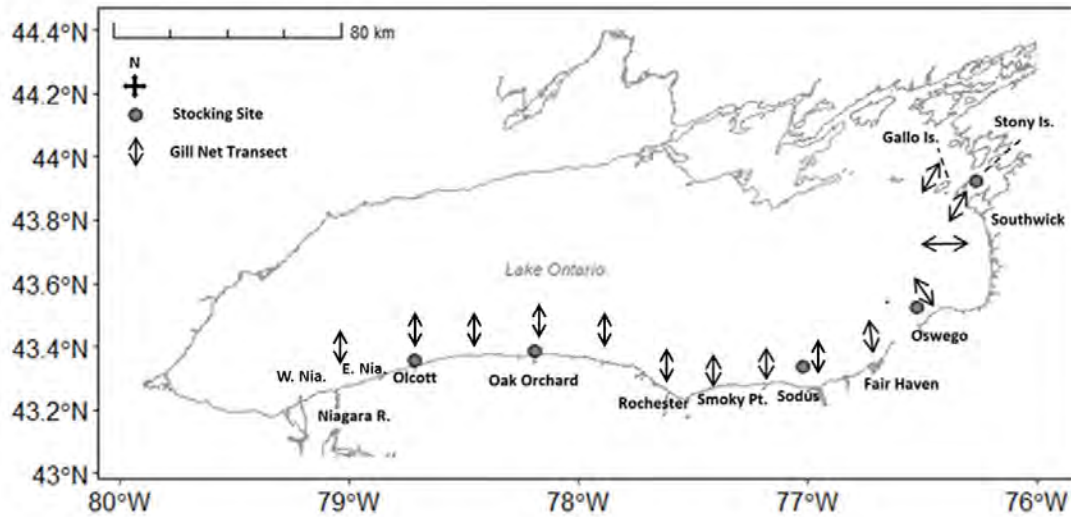 44.4°N
44.2°N
44°N
43.8°N
43.6°N
43.4°N
43.2°N
43°N
80 km
N
Stocking Site
Gill Net Transect
Gallo Is.
Stony Is.
Southwick
Lake Ontario
Oswego
Fair Haven
Sodus
Smoky Pt.
Rochester
Oak Orchard
Olcott
E. Nia.
W. Nia.
Niagara R.
80°W
79°W
78°W
77°W
76°W